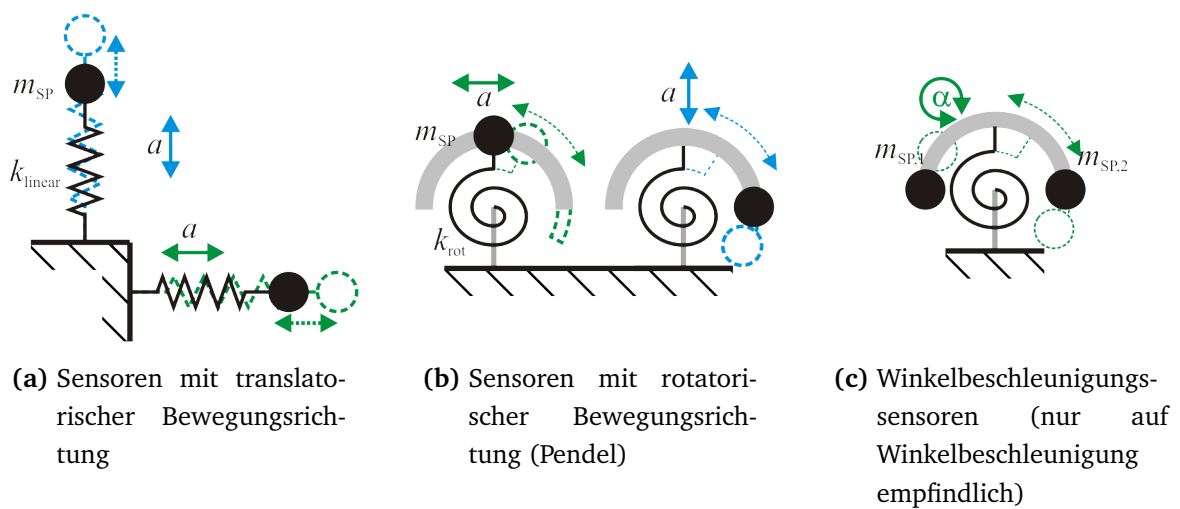 m_SP
a
k_linear
a
a
m_SP
a
k_rot
α
m_SP,1
m_SP,2
(a) Sensoren mit translato-
rischer Bewegungsrich-
tung
(b) Sensoren mit rotatori-
scher Bewegungsrich-
tung (Pendel)
(c) Winkelbeschleunigungs-
sensoren (nur auf
Winkelbeschleunigung
empfindlich)